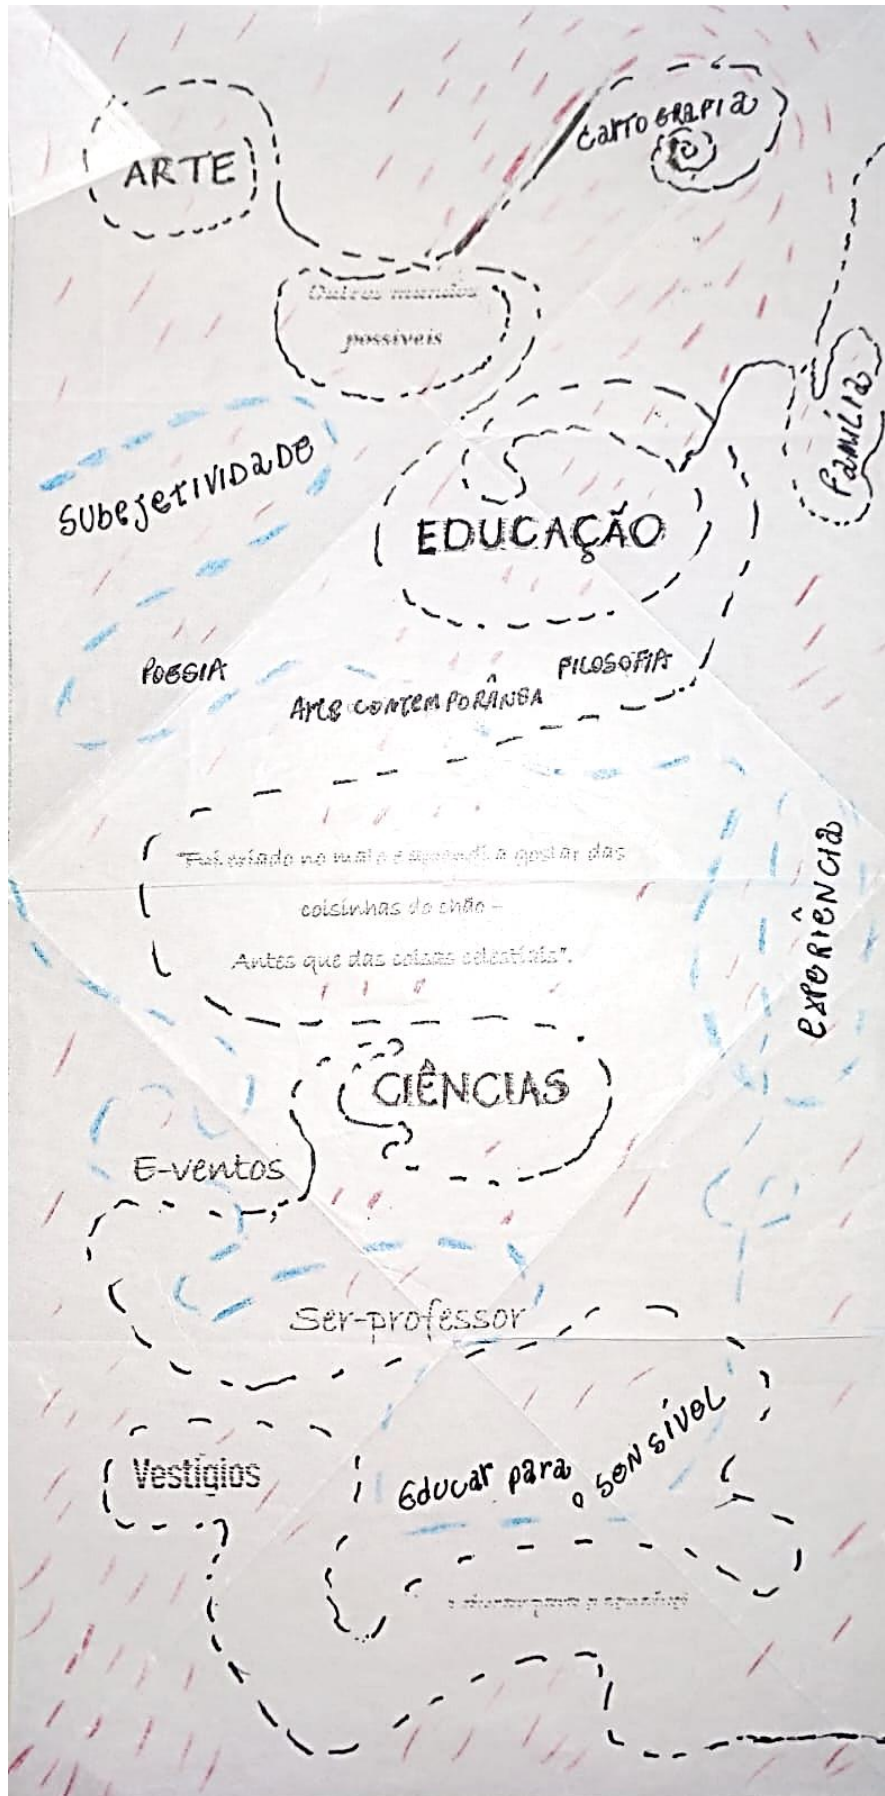 CARTOGRAFIA
ARTE
Outros mundos
possíveis
FAMÍLIA
SUBeJETIVIDADE
EDUCAÇÃO
POESIA
FILOSOFIA
ARTE CONTEMPORÂNEA
"Fui criado no mato e aprendi a gostar das
coisinhas do chão –
Antes que das coisas celestiais".
EXPERIÊNCIA
CIÊNCIAS
E-ventos
Ser-professor
Vestígios
Educar para
o SENSÍVEL